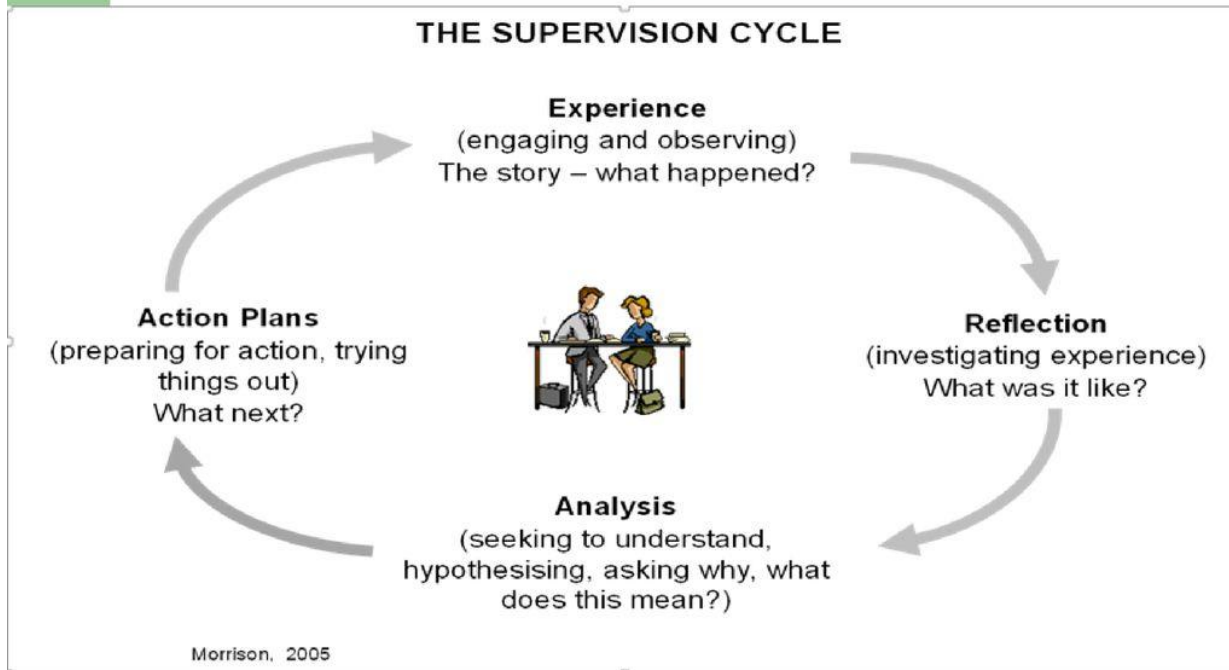 THE SUPERVISION CYCLE
Experience
(engaging and observing)
The story – what happened?
Reflection
(investigating experience)
What was it like?
Analysis
(seeking to understand,
hypothesising, asking why, what
does this mean?)
Action Plans
(preparing for action, trying
things out)
What next?
Morrison, 2005